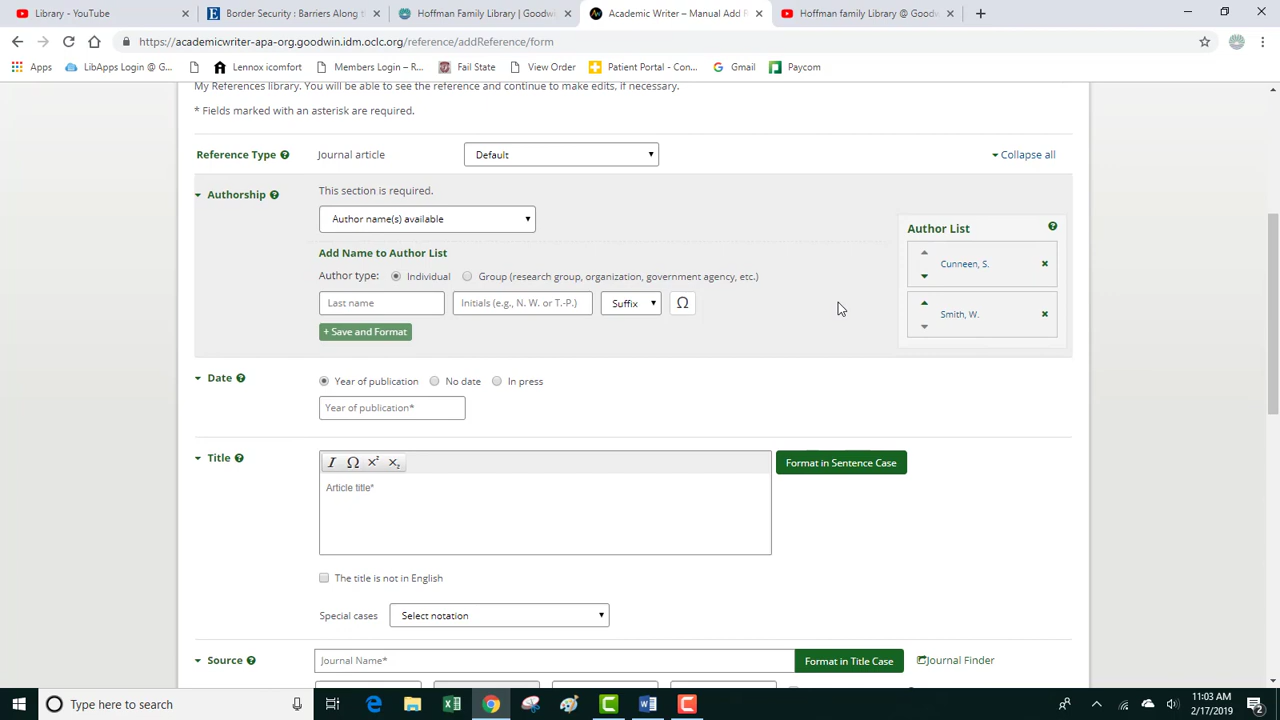 Library - YouTube
Border Security : Barriers Along th
Hoffman Family Library | Goodwi
Academic Writer – Manual Add R
Hoffman family Library @ Goodw
https://academicwriter-apa-org.goodwin.idm.oclc.org/reference/addReference/form
Apps
LibApps Login @ G...
Lennox icomfort
Members Login – R...
Fail State
View Order
Patient Portal - Con...
Gmail
Paycom
My References library. You will be able to see the reference and continue to make edits, if necessary.
* Fields marked with an asterisk are required.
Reference Type
Journal article
Default
Collapse all
Authorship
This section is required.
Author name(s) available
Author List
Add Name to Author List
Cunneen, S.
Author type:
Individual
Group (research group, organization, government agency, etc.)
Last name
Initials (e.g., N. W. or T.-P.)
Suffix
Ω
Smith, W.
+ Save and Format
Date
Year of publication
No date
In press
Year of publication*
Title
I Ω x² x₂
Format in Sentence Case
Article title*
The title is not in English
Special cases
Select notation
Source
Journal Name*
Format in Title Case
Journal Finder
Type here to search
11:03 AM
2/17/2019
2